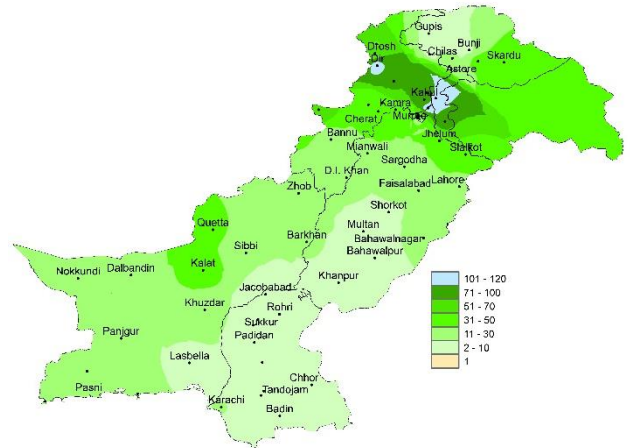 Gupis
Drosh
Bunji
Chilas
Skardu
Dir
Astore
Kakul
Kamra
Cherat
Bannu
Jhelum
Mianwali
Sialkot
Sargodha
D.I. Khan
Lahore
Faisalabad
Zhob
Shorkot
Quetta
Multan
Barkhan
Bahawalnagar
Sibbi
Bahawalpur
Kalat
Nokkundi
Dalbandin
Khanpur
101 - 120
Jacobabad
71 - 100
Khuzdar
Rohri
51 - 70
Sukkur
31 - 50
Panjgur
Padidan
11 - 30
Lasbella
2 - 10
1
Pasni
Chhor
Tandojam
Karachi
Badin